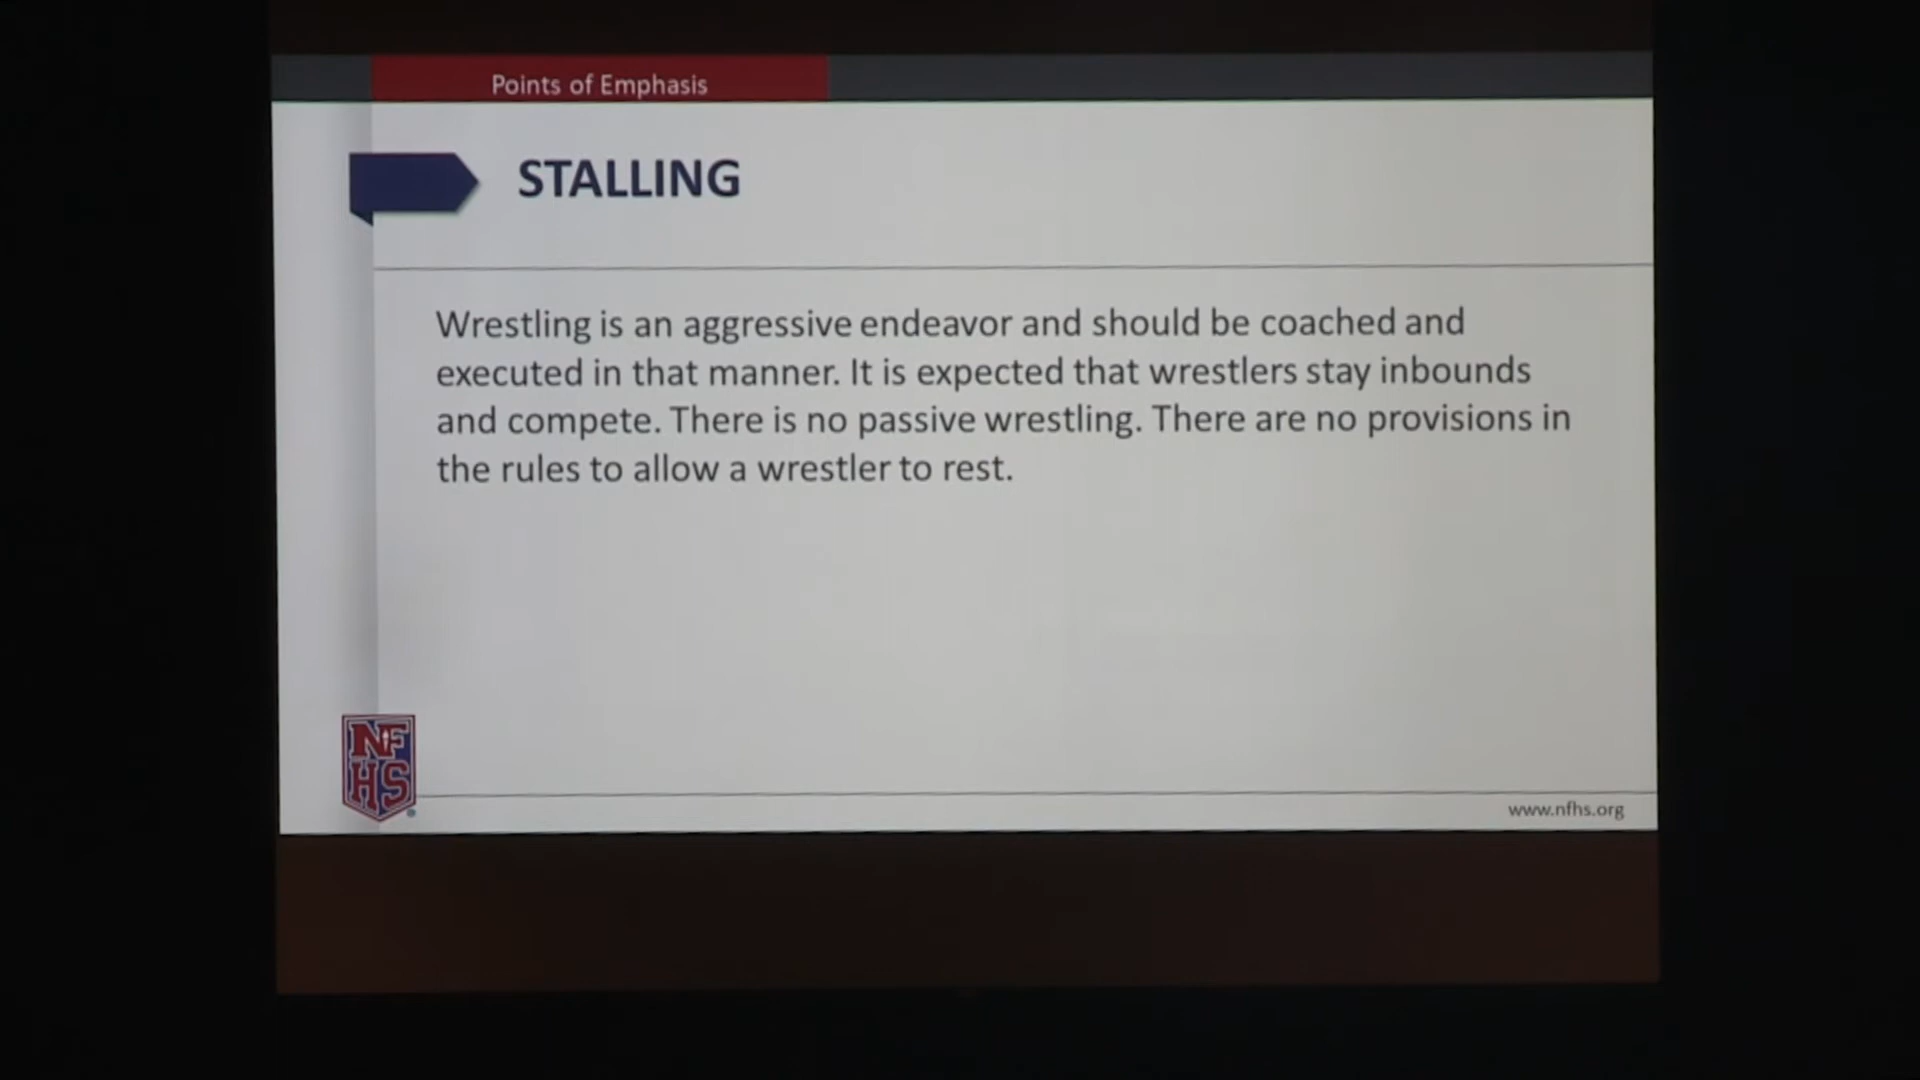 Points of Emphasis
STALLING
Wrestling is an aggressive endeavor and should be coached and
executed in that manner. It is expected that wrestlers stay inbounds
and compete. There is no passive wrestling. There are no provisions in
the rules to allow a wrestler to rest.
NF
HS
www.nfhs.org